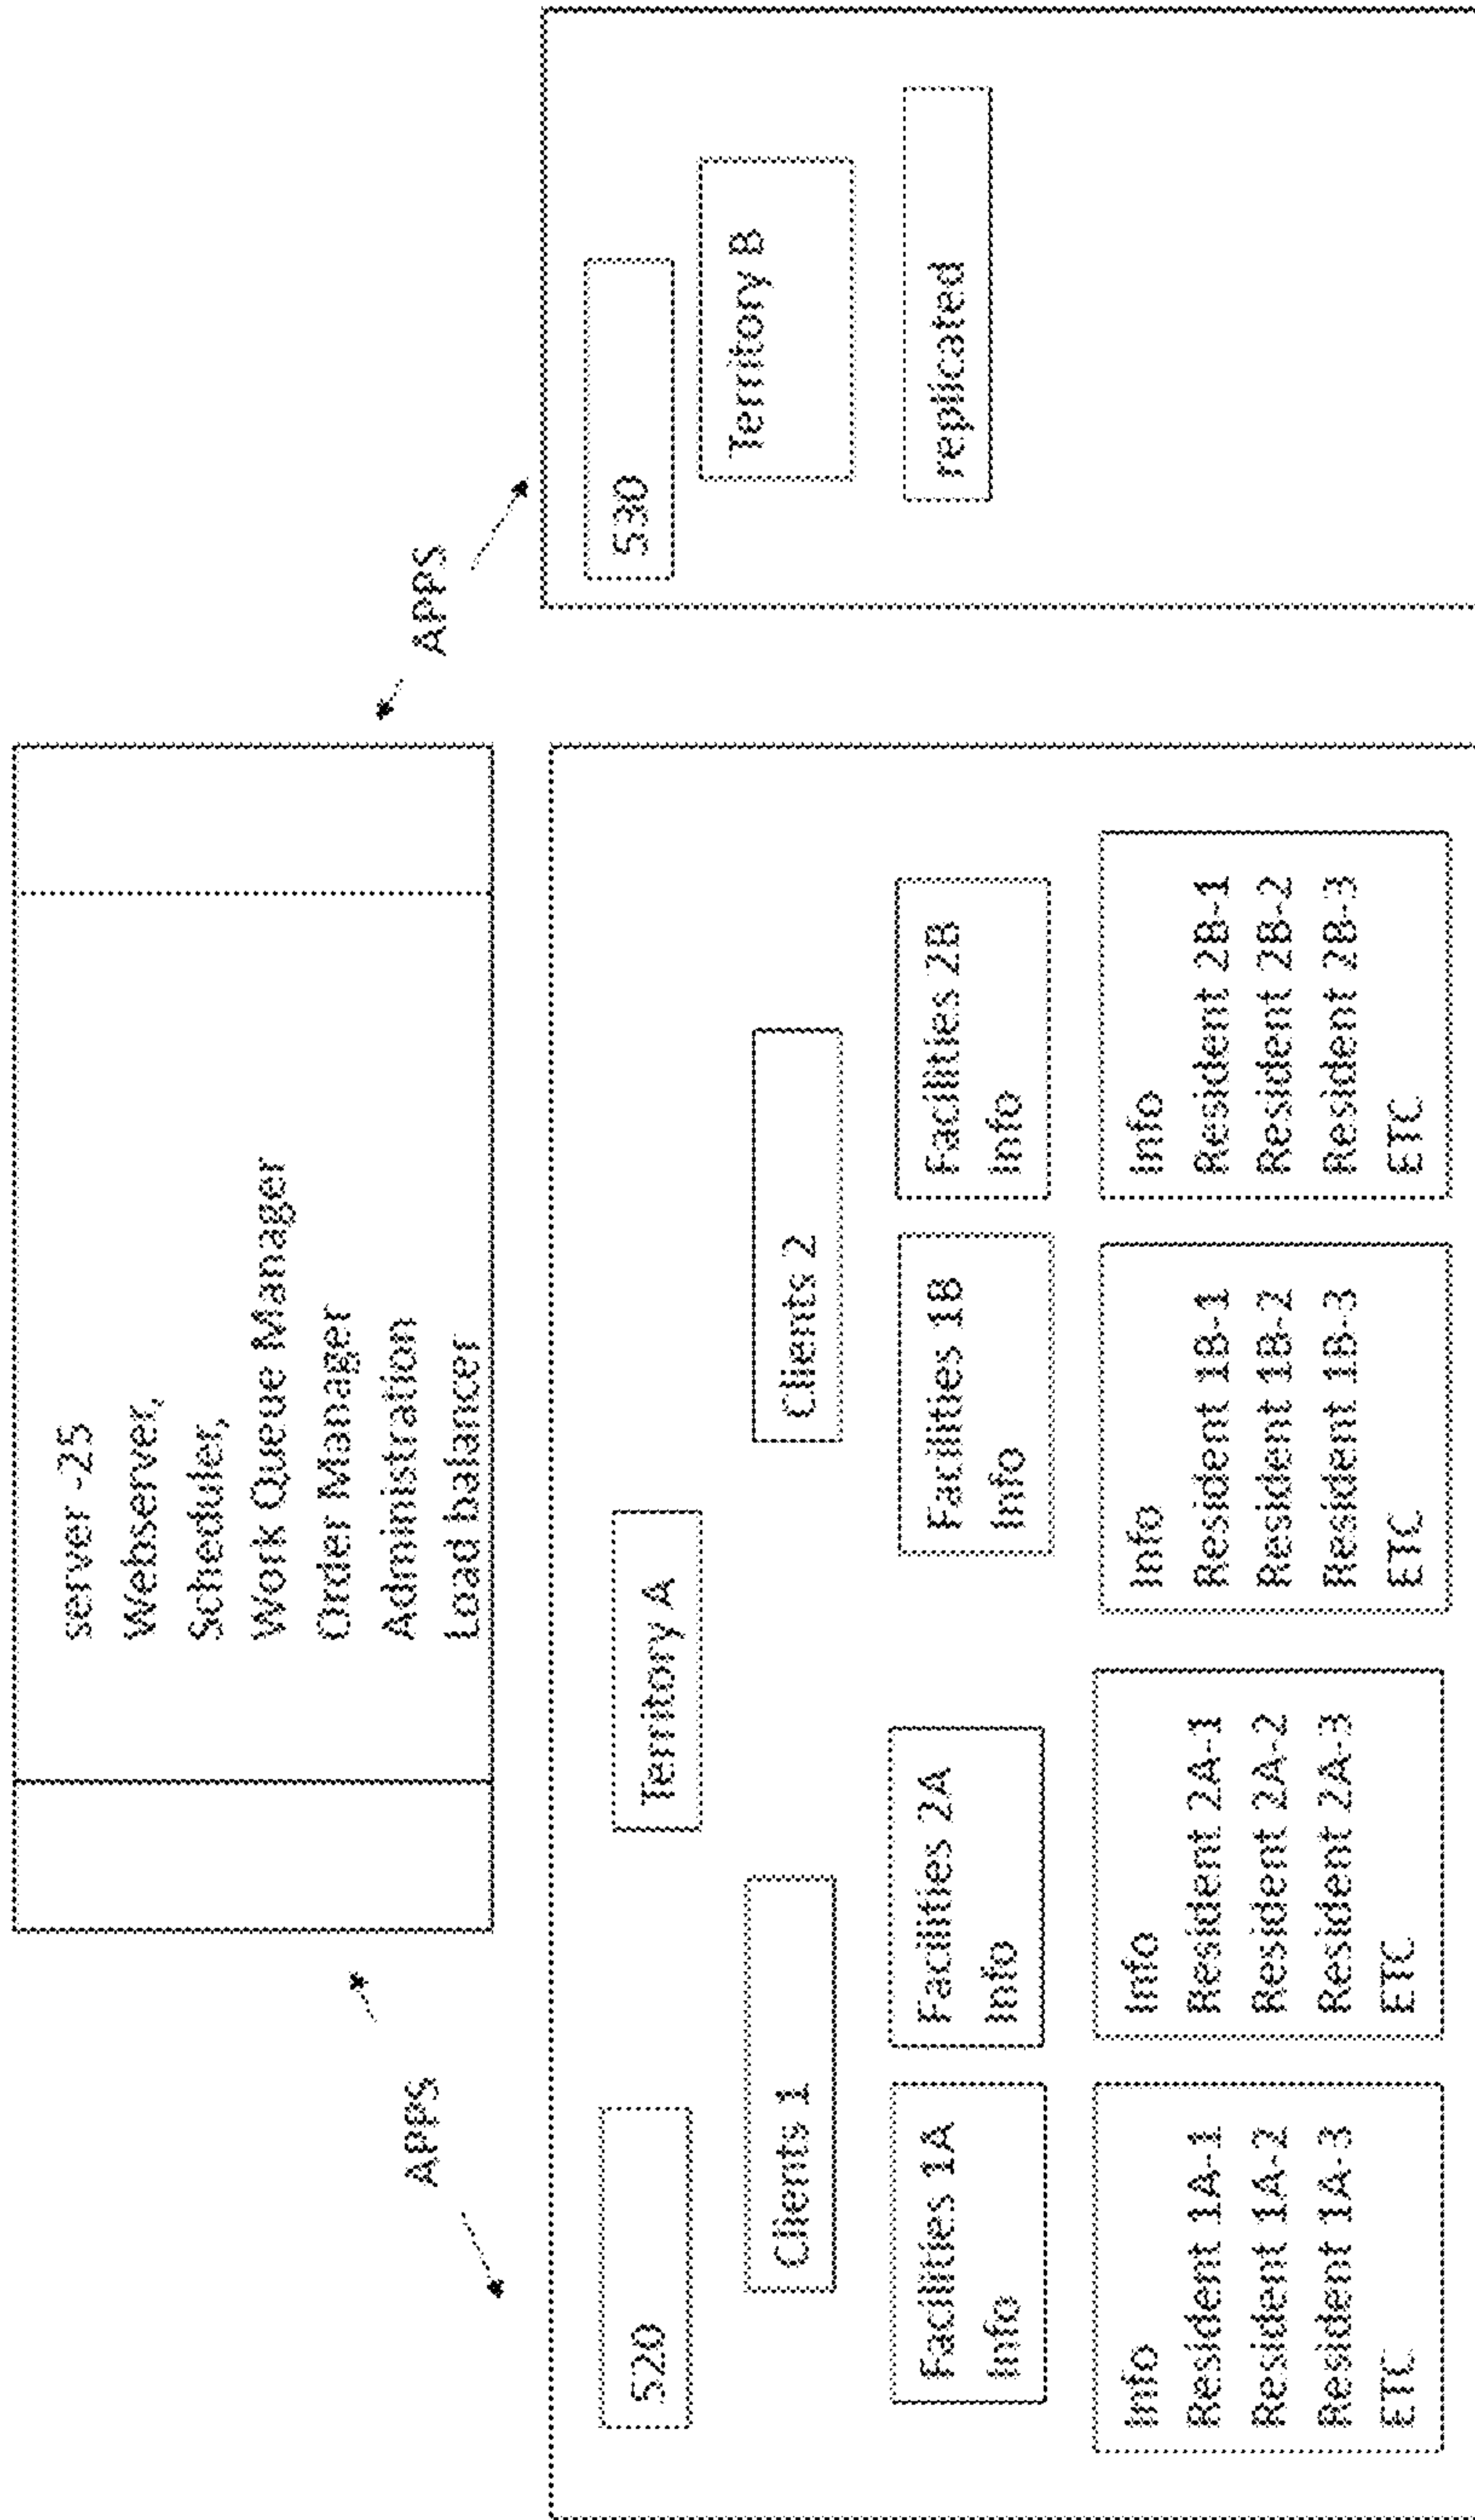 server -25
Webserver,
Scheduler,
Work Queue Manager
Order Manager
Administration
Load balancer
APPS
APPS
520
Territory A
Clients 1
Clients 2
Facilities 1A
Info
Facilities 2A
Info
Facilities 1B
Info
Facilities 2B
Info
Info
Resident 1A-1
Resident 1A-2
Resident 1A-3
ETC
Info
Resident 2A-1
Resident 2A-2
Resident 2A-3
ETC
Info
Resident 1B-1
Resident 1B-2
Resident 1B-3
ETC
Info
Resident 2B-1
Resident 2B-2
Resident 2B-3
ETC
530
Territory B
replicated